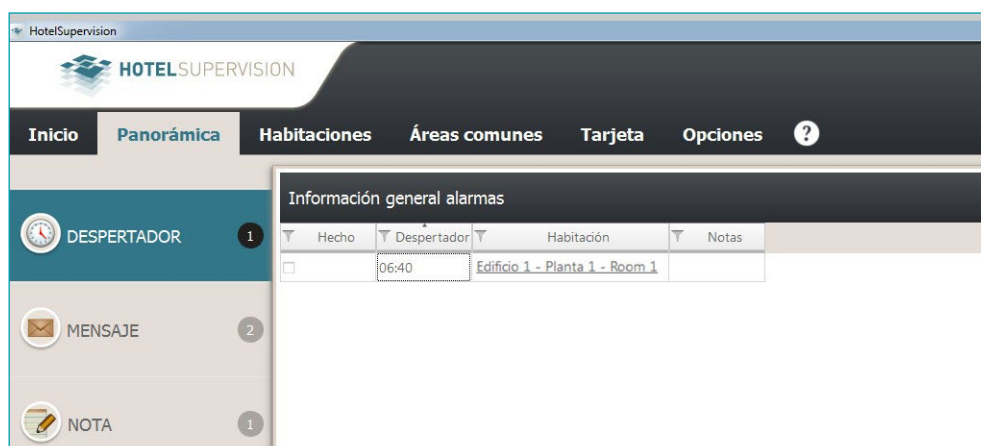 HotelSupervision
HOTELSUPERVISION
Inicio Panorámica Habitaciones Áreas comunes Tarjeta Opciones ?
Información general alarmas
DESPERTADOR 1
Hecho Despertador Habitación Notas
06:40 Edificio 1 - Planta 1 - Room 1
MENSAJE 2
NOTA 1